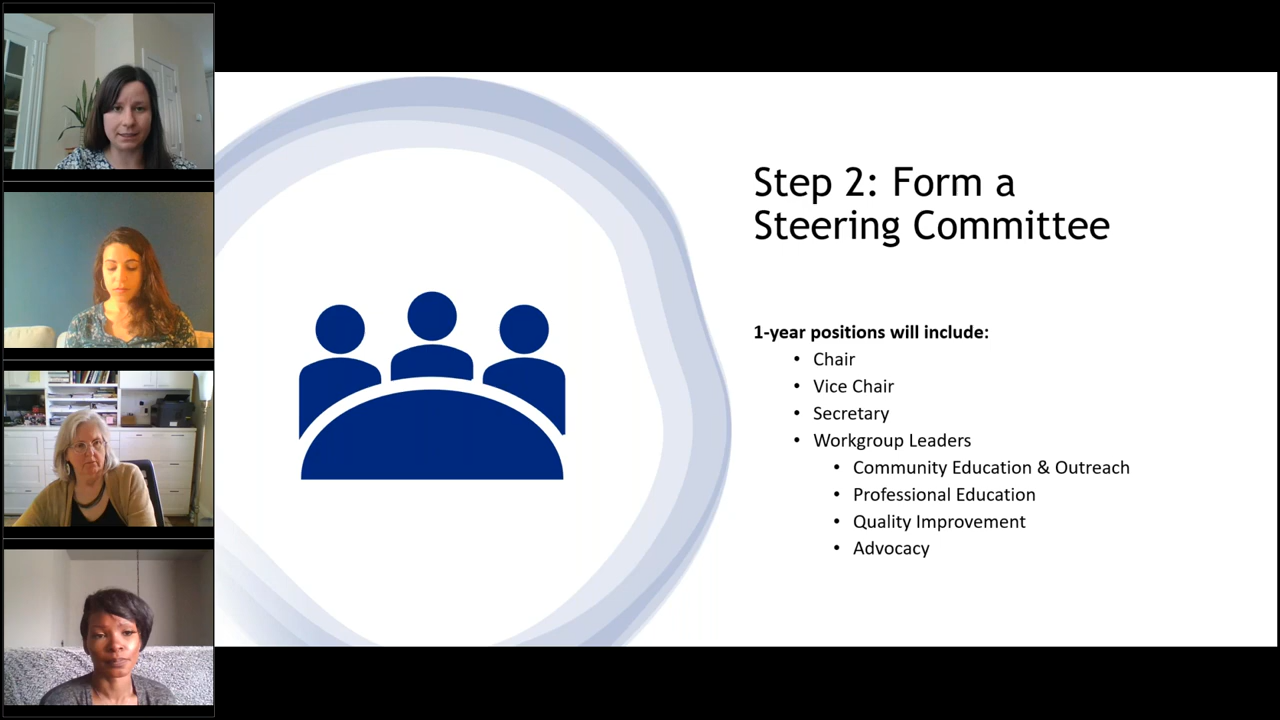 Step 2: Form a
Steering Committee
1-year positions will include:
• Chair
• Vice Chair
• Secretary
• Workgroup Leaders
• Community Education & Outreach
• Professional Education
• Quality Improvement
• Advocacy